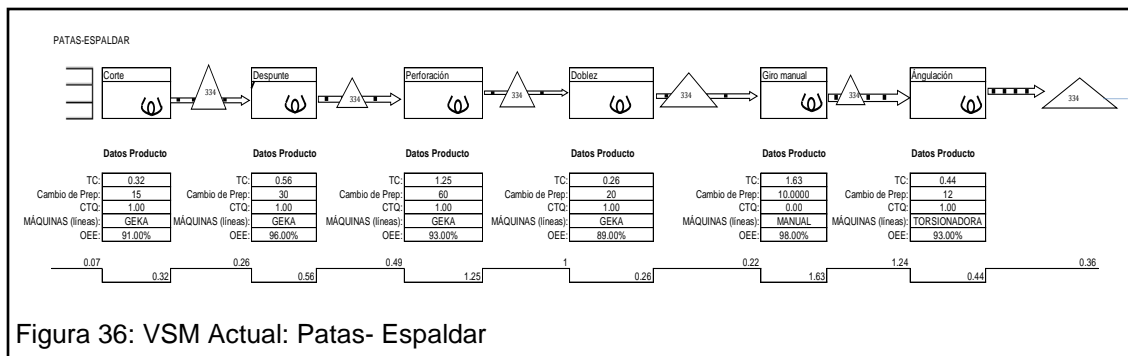 PATAS-ESPALDAR
Corte 334 Despunte 334 Perforación 334 Doblez 334 Giro manual 334 Ángulación 334
Datos Producto Datos Producto Datos Producto Datos Producto Datos Producto Datos Producto
TC: 0.32 TC: 0.56 TC: 1.25 TC: 0.26 TC: 1.63 TC: 0.44
Cambio de Prep: 15 Cambio de Prep: 30 Cambio de Prep: 60 Cambio de Prep: 20 Cambio de Prep: 10.0000 Cambio de Prep: 12
CTQ: 1.00 CTQ: 1.00 CTQ: 1.00 CTQ: 1.00 CTQ: 0.00 CTQ: 1.00
MÁQUINAS (líneas): GEKA MÁQUINAS (líneas): GEKA MÁQUINAS (líneas): GEKA MÁQUINAS (líneas): GEKA MÁQUINAS (líneas): MANUAL MÁQUINAS (líneas): TORSIONADORA
OEE: 91.00% OEE: 96.00% OEE: 93.00% OEE: 89.00% OEE: 98.00% OEE: 93.00%
0.07 0.26 0.49 1 0.22 1.24 0.36
0.32 0.56 1.25 0.26 1.63 0.44
Figura 36: VSM Actual: Patas- Espaldar